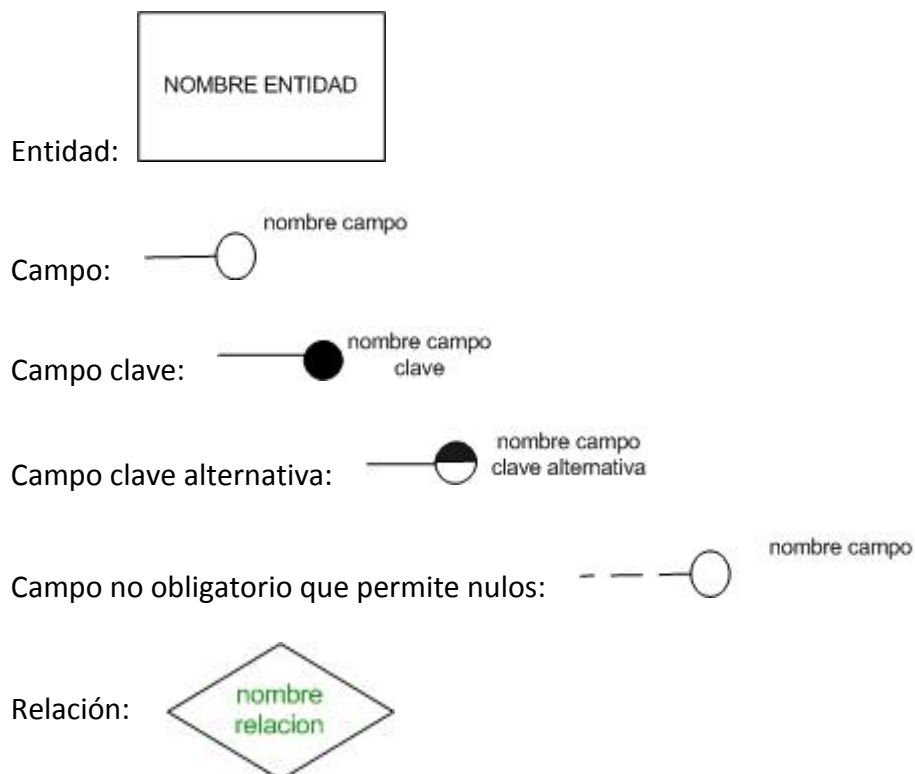 NOMBRE ENTIDAD
Entidad:
nombre campo
Campo:
nombre campo
clave
Campo clave:
nombre campo
clave alternativa
Campo clave alternativa:
nombre campo
Campo no obligatorio que permite nulos:
nombre
relacion
Relación: